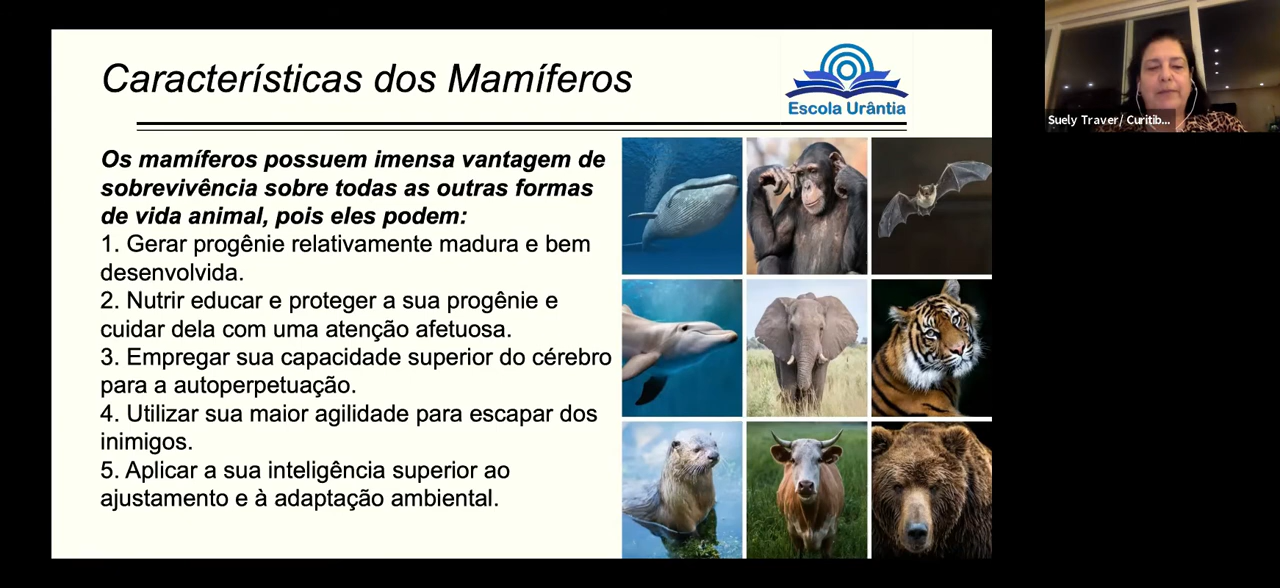 Características dos Mamíferos
Escola Urântia
Suely Traver/ Curitib...
Os mamíferos possuem imensa vantagem de
sobrevivência sobre todas as outras formas
de vida animal, pois eles podem:
1. Gerar progênie relativamente madura e bem
desenvolvida.
2. Nutrir educar e proteger a sua progênie e
cuidar dela com uma atenção afetuosa.
3. Empregar sua capacidade superior do cérebro
para a autoperpetuação.
4. Utilizar sua maior agilidade para escapar dos
inimigos.
5. Aplicar a sua inteligência superior ao
ajustamento e à adaptação ambiental.